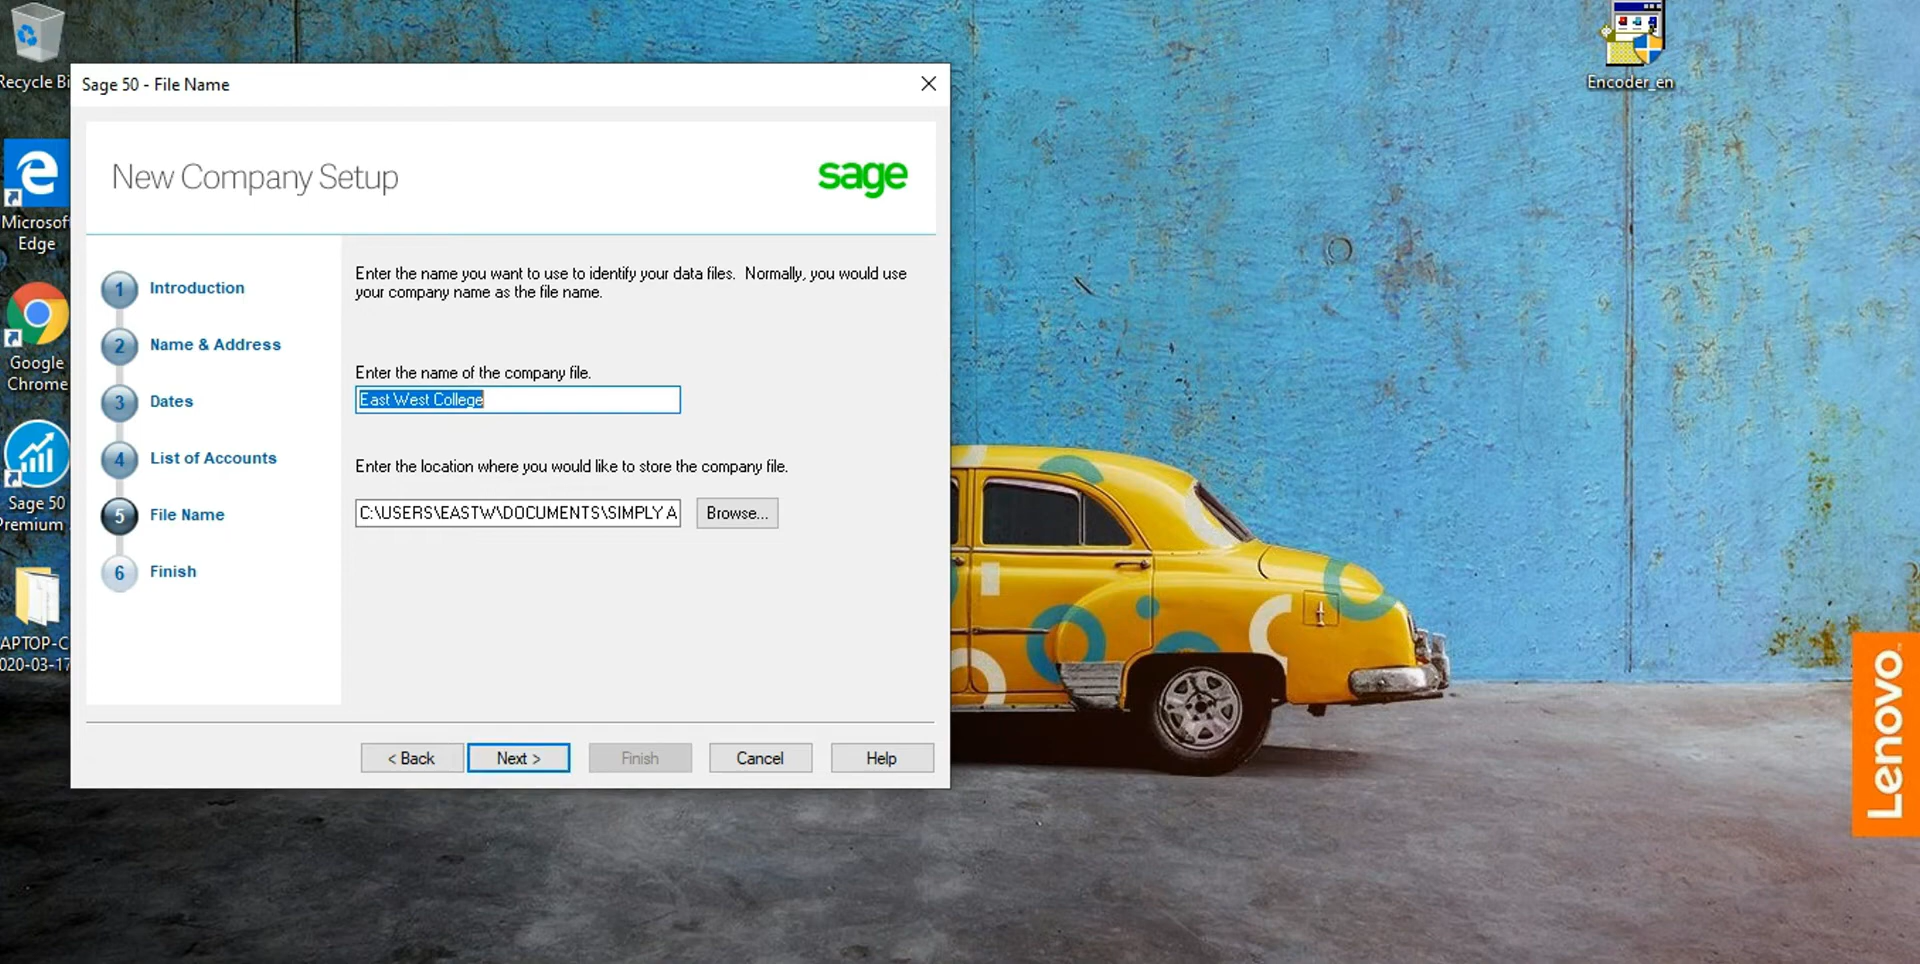 Recycle Bi
Microsof
Edge
Google
Chrome
Sage 50
Premium
APTOP-C
020-03-17
Encoder_en
Sage 50 - File Name
New Company Setup
sage
1 Introduction
2 Name & Address
3 Dates
4 List of Accounts
5 File Name
6 Finish
Enter the name you want to use to identify your data files. Normally, you would use
your company name as the file name.
Enter the name of the company file.
East West College
Enter the location where you would like to store the company file.
C:\USERS\EASTW\DOCUMENTS\SIMPLY A
Browse...
< Back
Next >
Finish
Cancel
Help
Lenovo